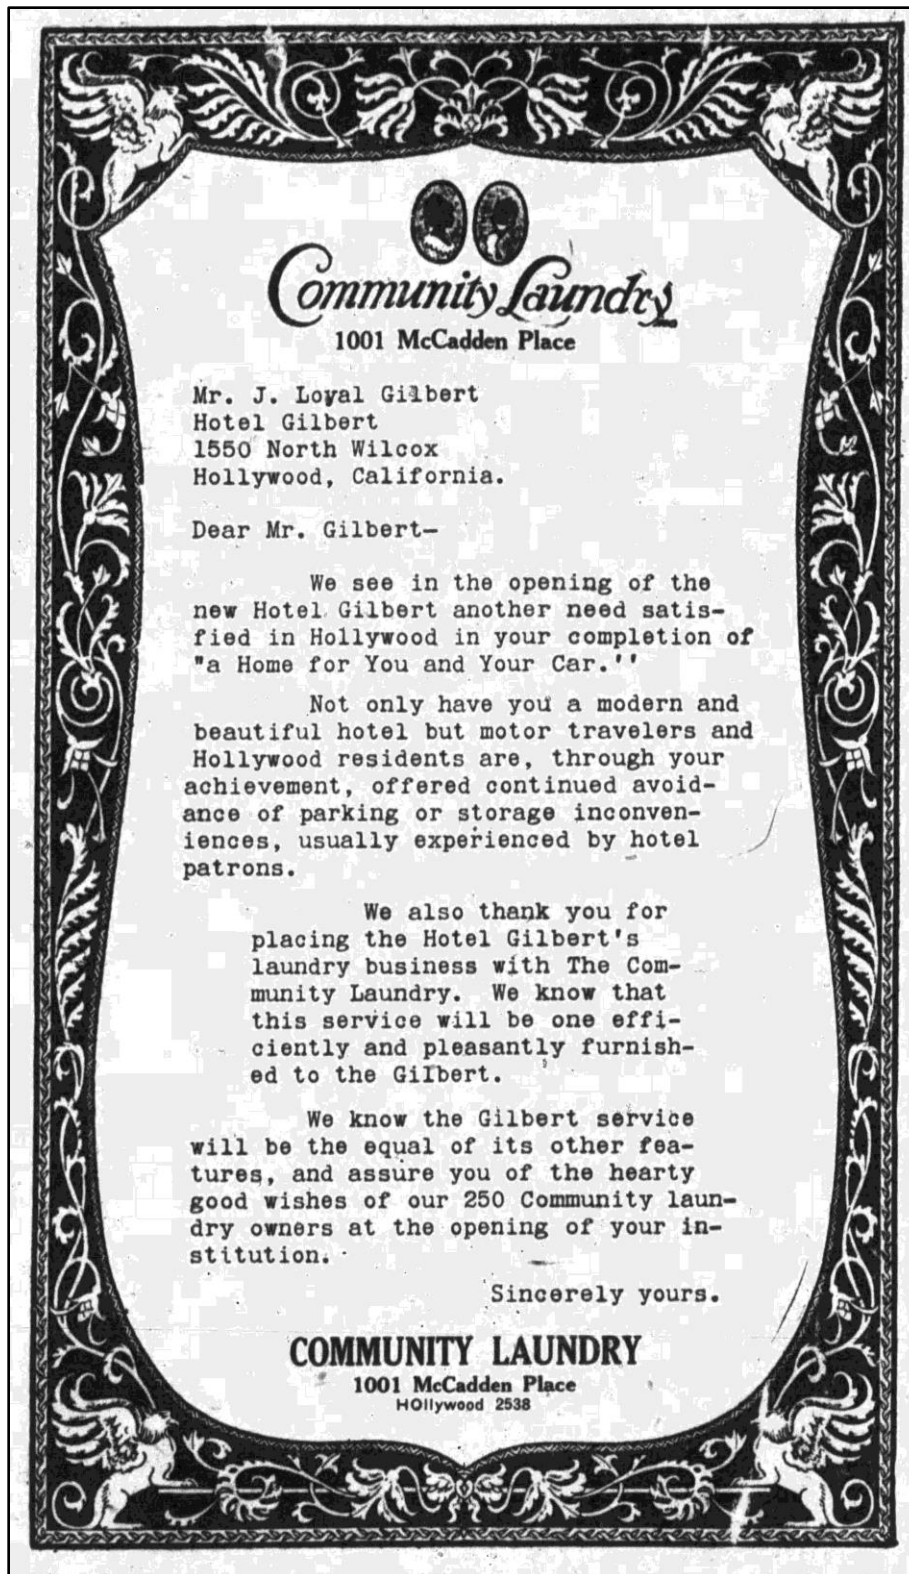 Community Laundry
1001 McCadden Place
Mr. J. Loyal Gilbert
Hotel Gilbert
1550 North Wilcox
Hollywood, California.
Dear Mr. Gilbert—
We see in the opening of the
new Hotel Gilbert another need satis-
fied in Hollywood in your completion of
"a Home for You and Your Car.''
Not only have you a modern and
beautiful hotel but motor travelers and
Hollywood residents are, through your
achievement, offered continued avoid-
ance of parking or storage inconven-
iences, usually experienced by hotel
patrons.
We also thank you for
placing the Hotel Gilbert's
laundry business with The Com-
munity Laundry. We know that
this service will be one effi-
ciently and pleasantly furnish-
ed to the Gilbert.
We know the Gilbert service
will be the equal of its other fea-
tures, and assure you of the hearty
good wishes of our 250 Community laun-
dry owners at the opening of your in-
stitution.
Sincerely yours.
COMMUNITY LAUNDRY
1001 McCadden Place
HOllywood 2538